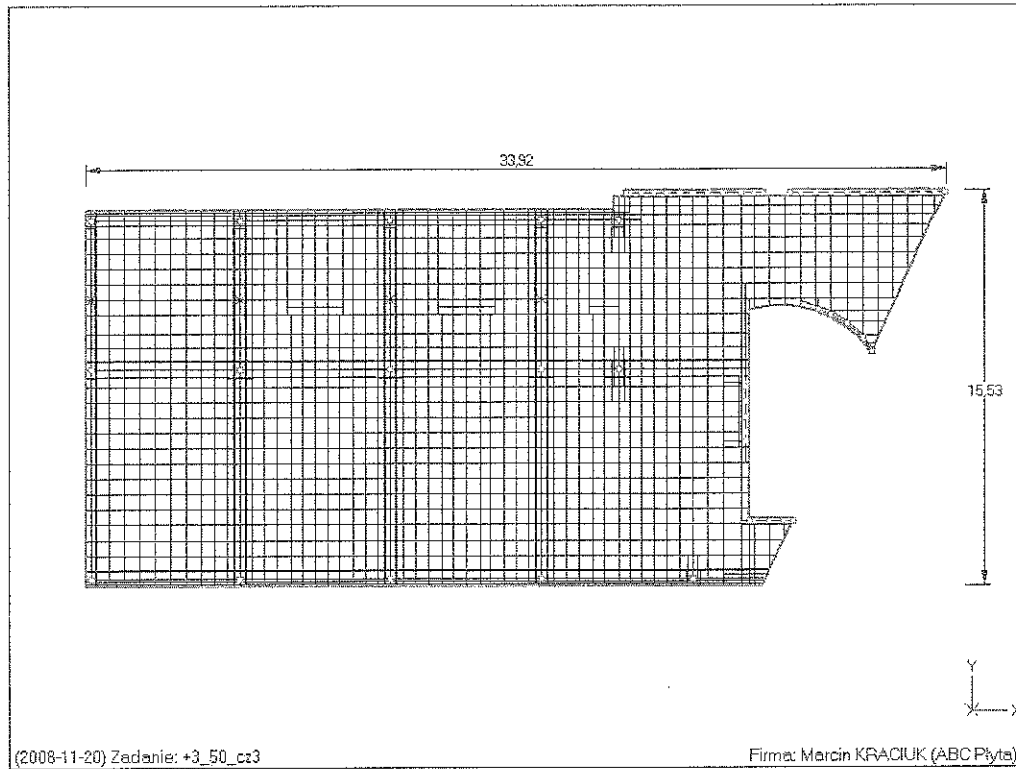 33,92
15,53
Y
X
(2008-11-20) Zadanie: +3_50_cz3
Firma: Marcin KRACIUK (ABC Płyta)